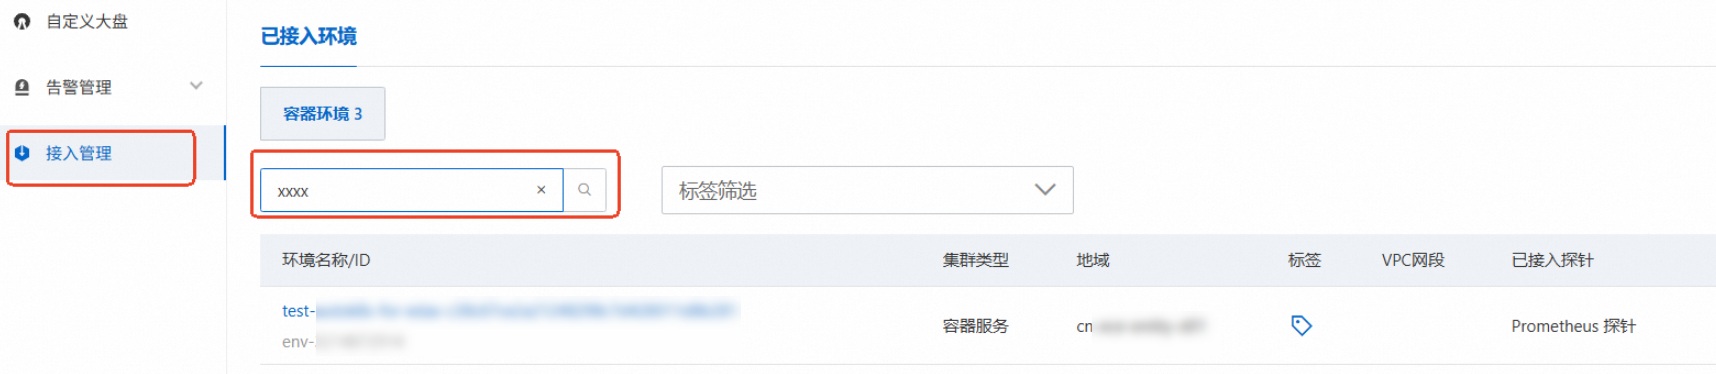 自定义大盘
告警管理
接入管理
已接入环境
容器环境 3
xxxx ×
标签筛选
环境名称/ID 集群类型 地域 标签 VPC网段 已接入探针
test-
env-
容器服务 cn Prometheus 探针